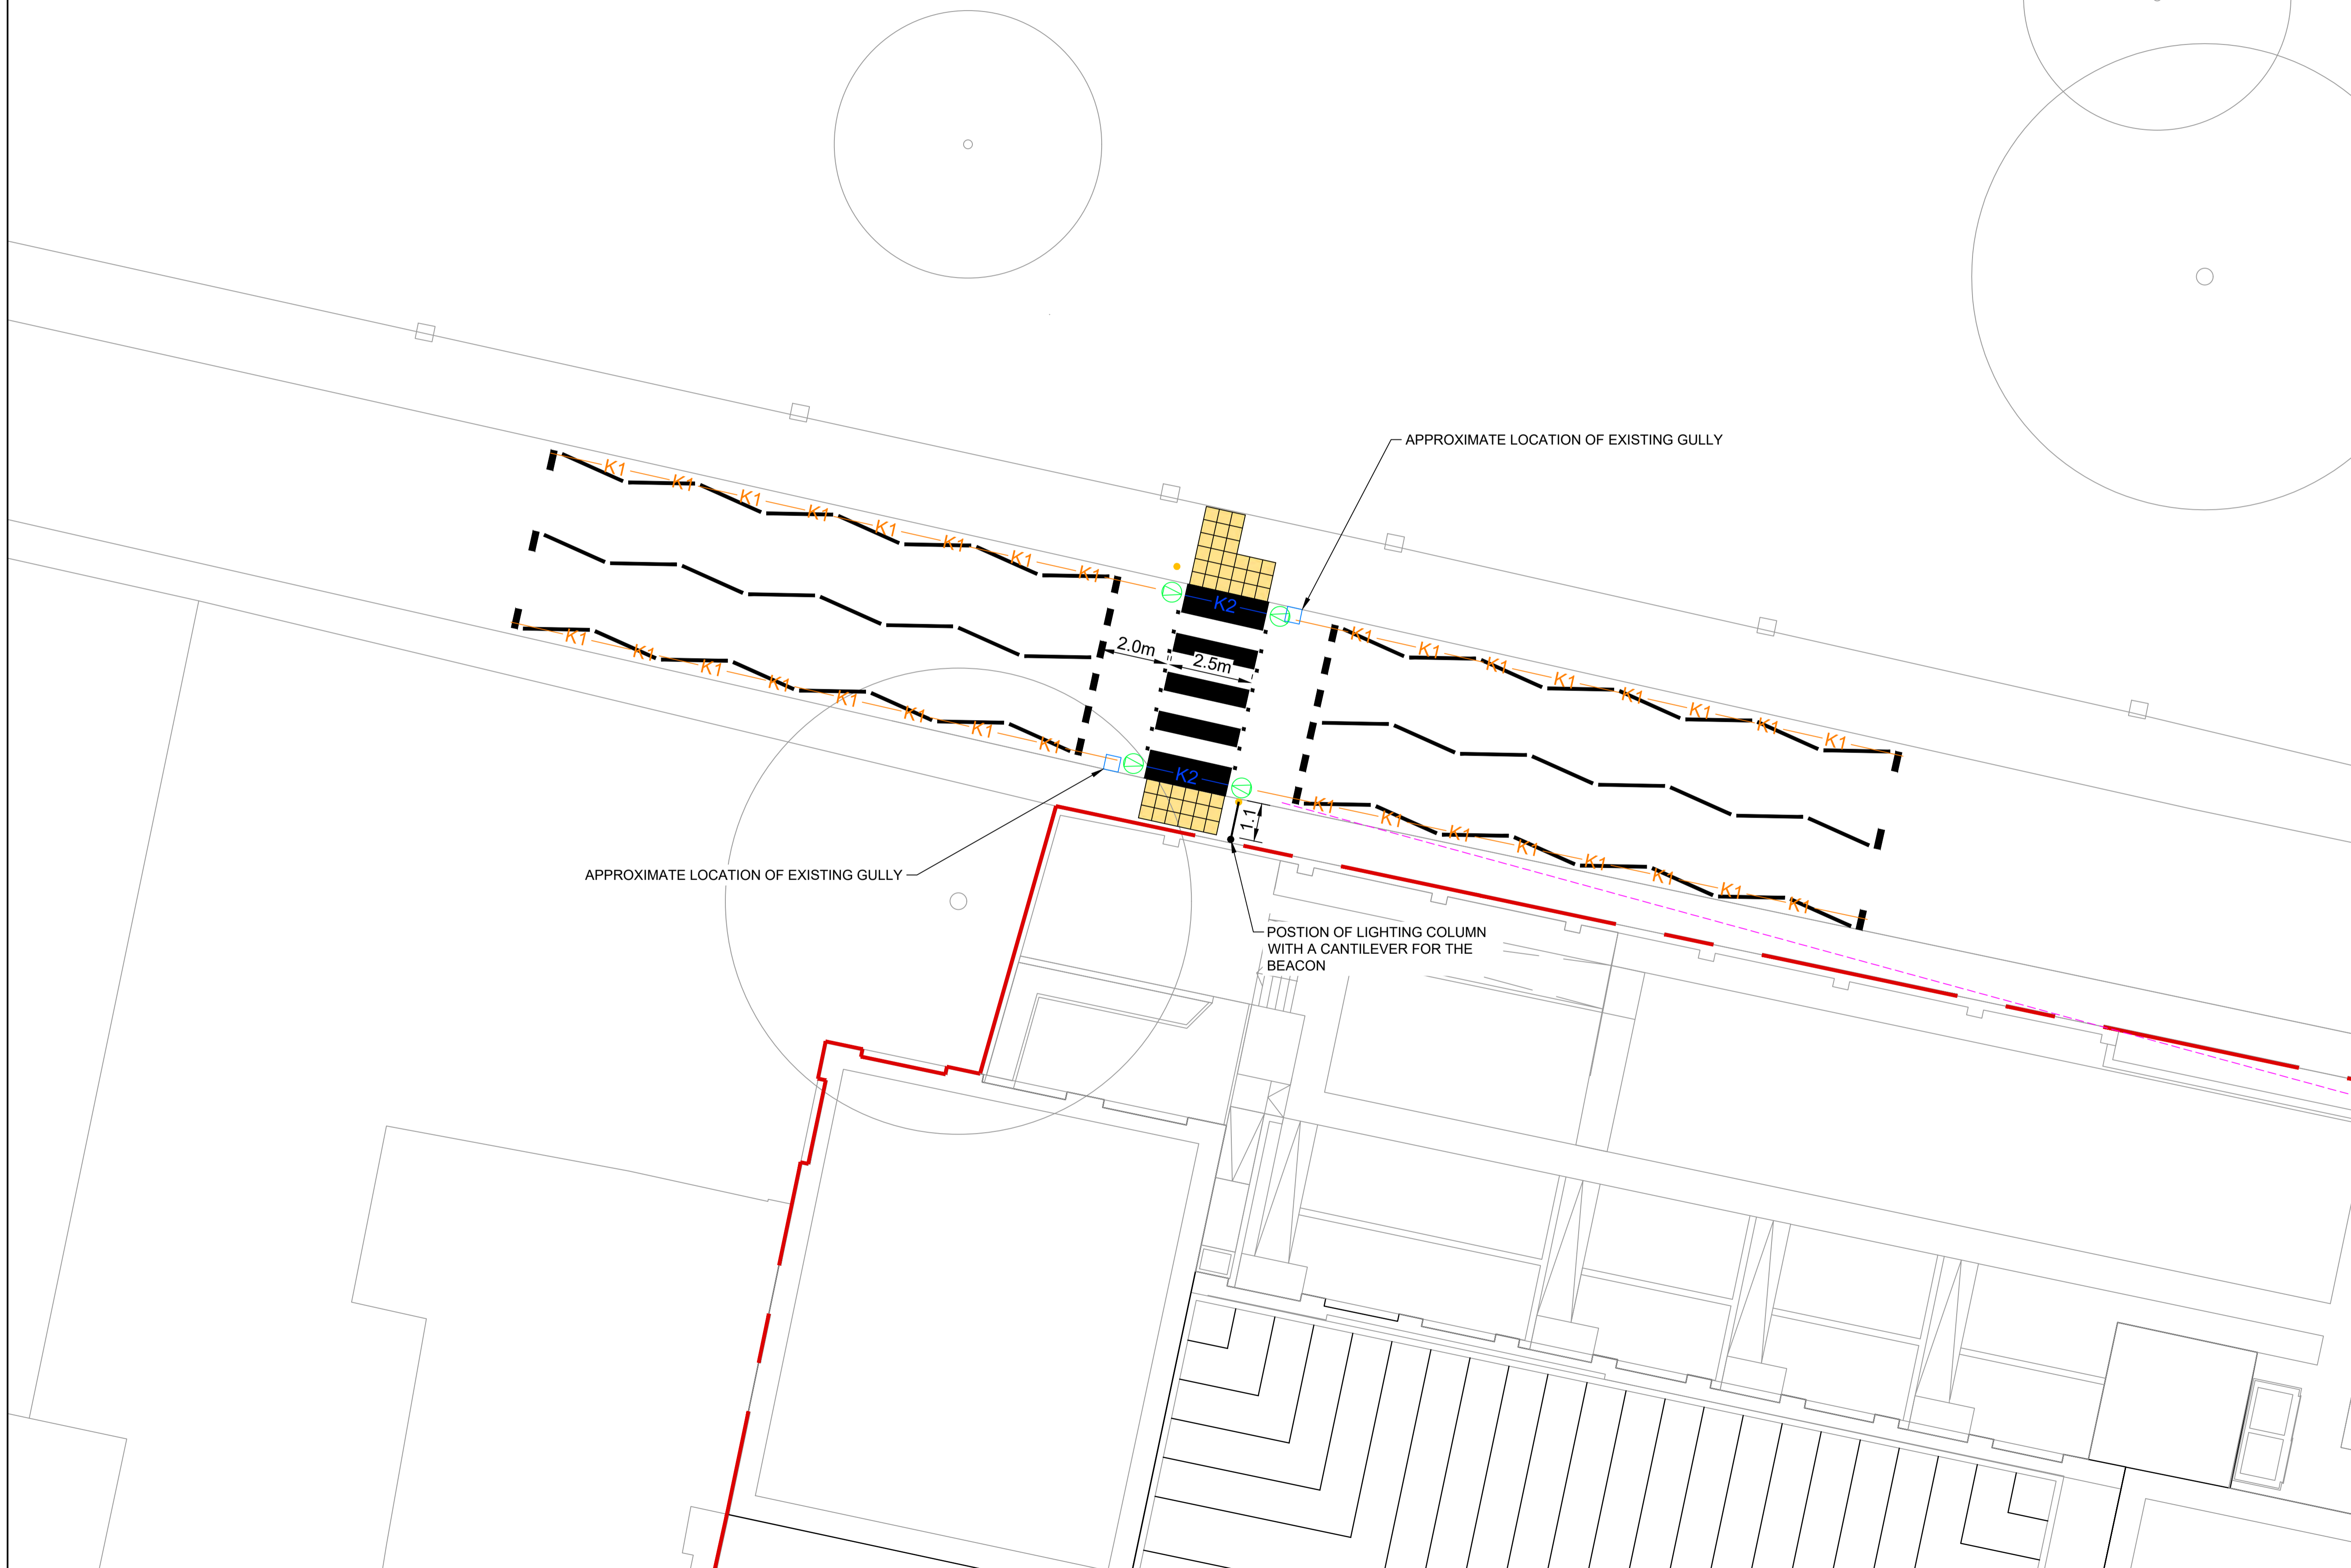 APPROXIMATE LOCATION OF EXISTING GULLY
K1
K1
K1
K1
K1
K1
K1
K1
K2
K1
K1
K1
K1
K1
K1
K1
K1
2.0m
2.5m
K1
K1
K1
K1
K1
K1
K1
K1
K2
1.1
K1
K1
K1
K1
K1
K1
K1
K1
APPROXIMATE LOCATION OF EXISTING GULLY
POSTION OF LIGHTING COLUMN
WITH A CANTILEVER FOR THE
BEACON